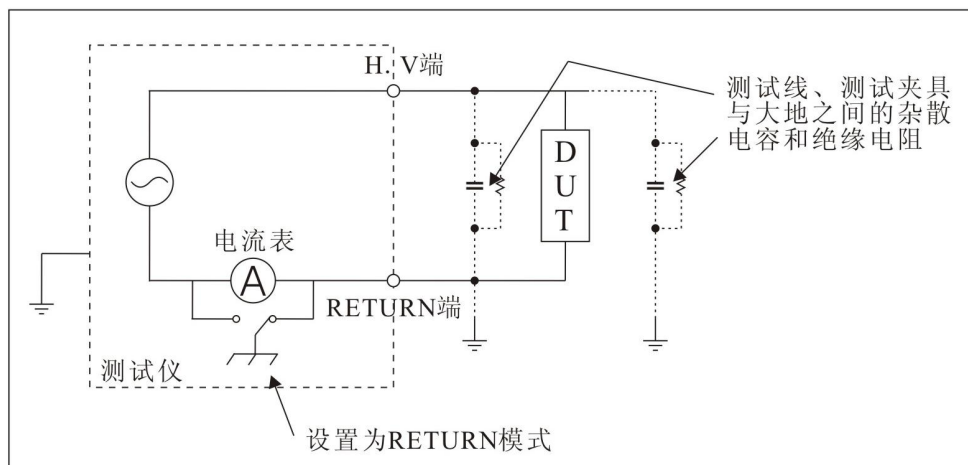 H. V端
测试线、测试夹具
与大地之间的杂散
电容和绝缘电阻
DUT
电流表
A
RETURN端
测试仪
设置为RETURN模式